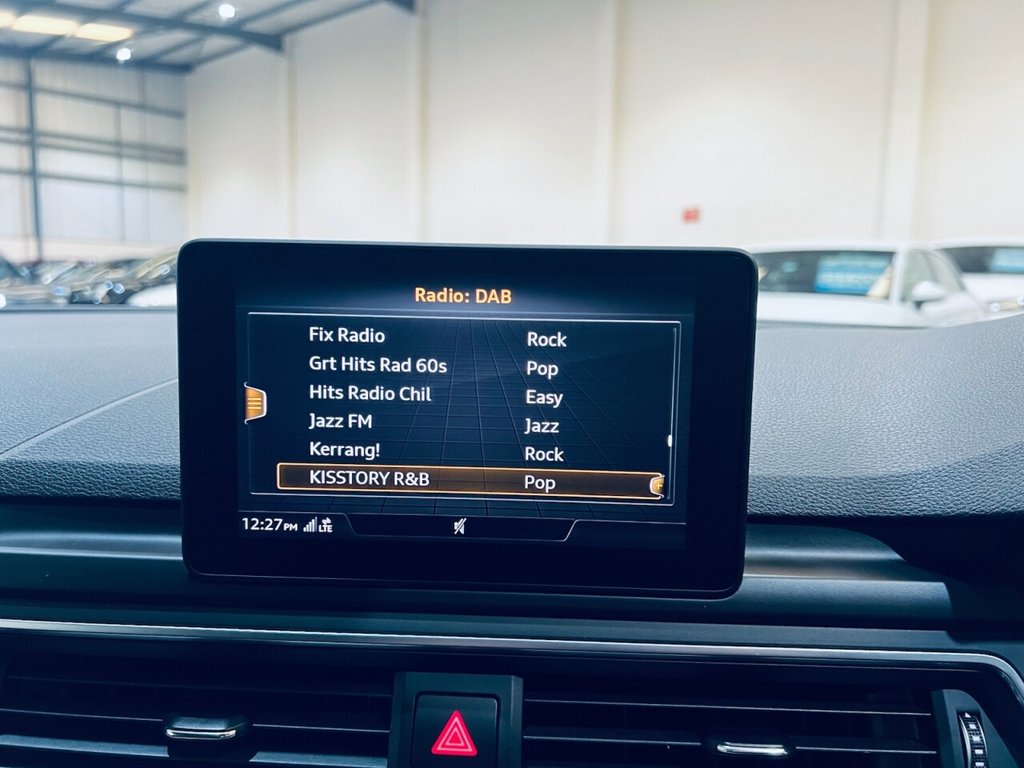 Radio: DAB
Fix Radio Rock
Grt Hits Rad 60s Pop
Hits Radio Chil Easy
Jazz FM Jazz
Kerrang! Rock
KISSTORY R&B Pop
12:27PM LTE